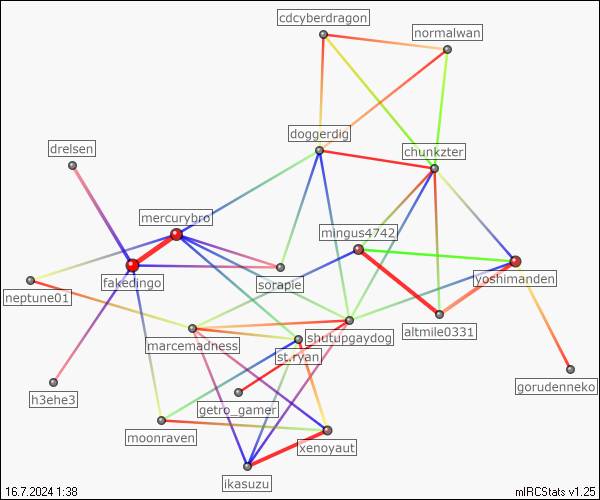 cdcyberdragon
normalwan
doggerdig
drelsen
chunkzter
mercurybro
mingus4742
fakedingo
sorapie
yoshimanden
neptune01
altmile0331
shutupgaydog
marcemadness
st.ryan
gorudenneko
h3ehe3
getro_gamer
moonraven
xenoyaut
ikasuzu
16.7.2024 1:38
mIRCStats v1.25